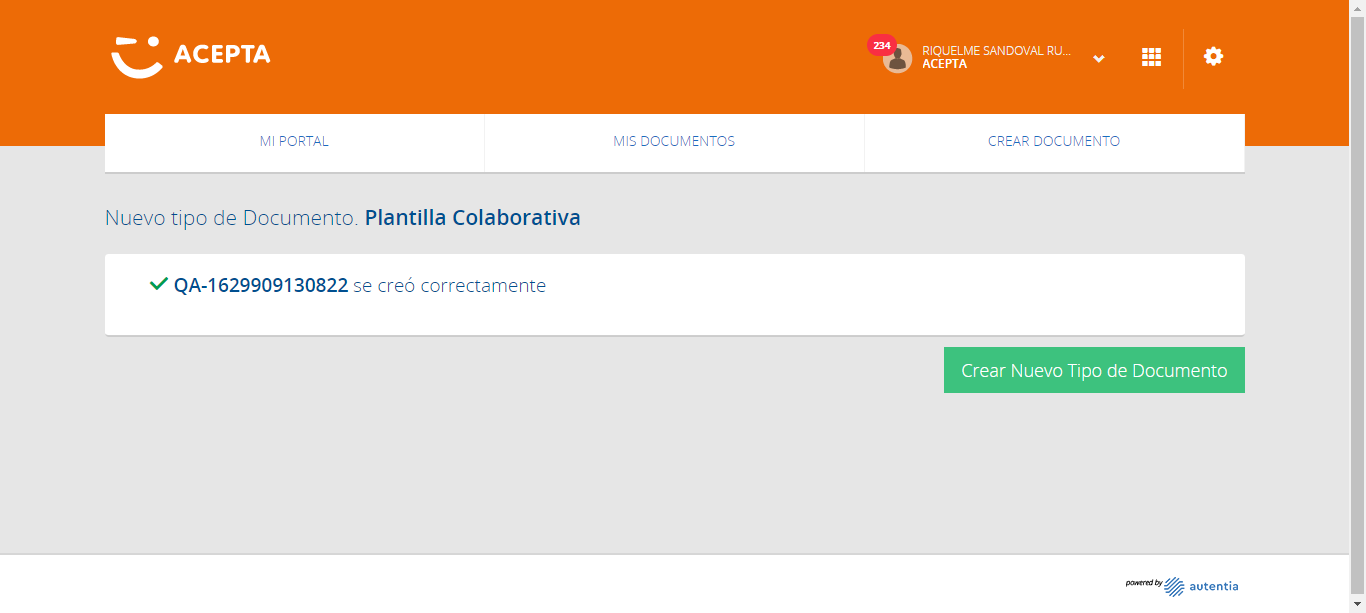 ACEPTA
234
RIQUELME SANDOVAL RU...
ACEPTA
MI PORTAL
MIS DOCUMENTOS
CREAR DOCUMENTO
Nuevo tipo de Documento. Plantilla Colaborativa
QA-1629909130822 se creó correctamente
Crear Nuevo Tipo de Documento
powered by autentia